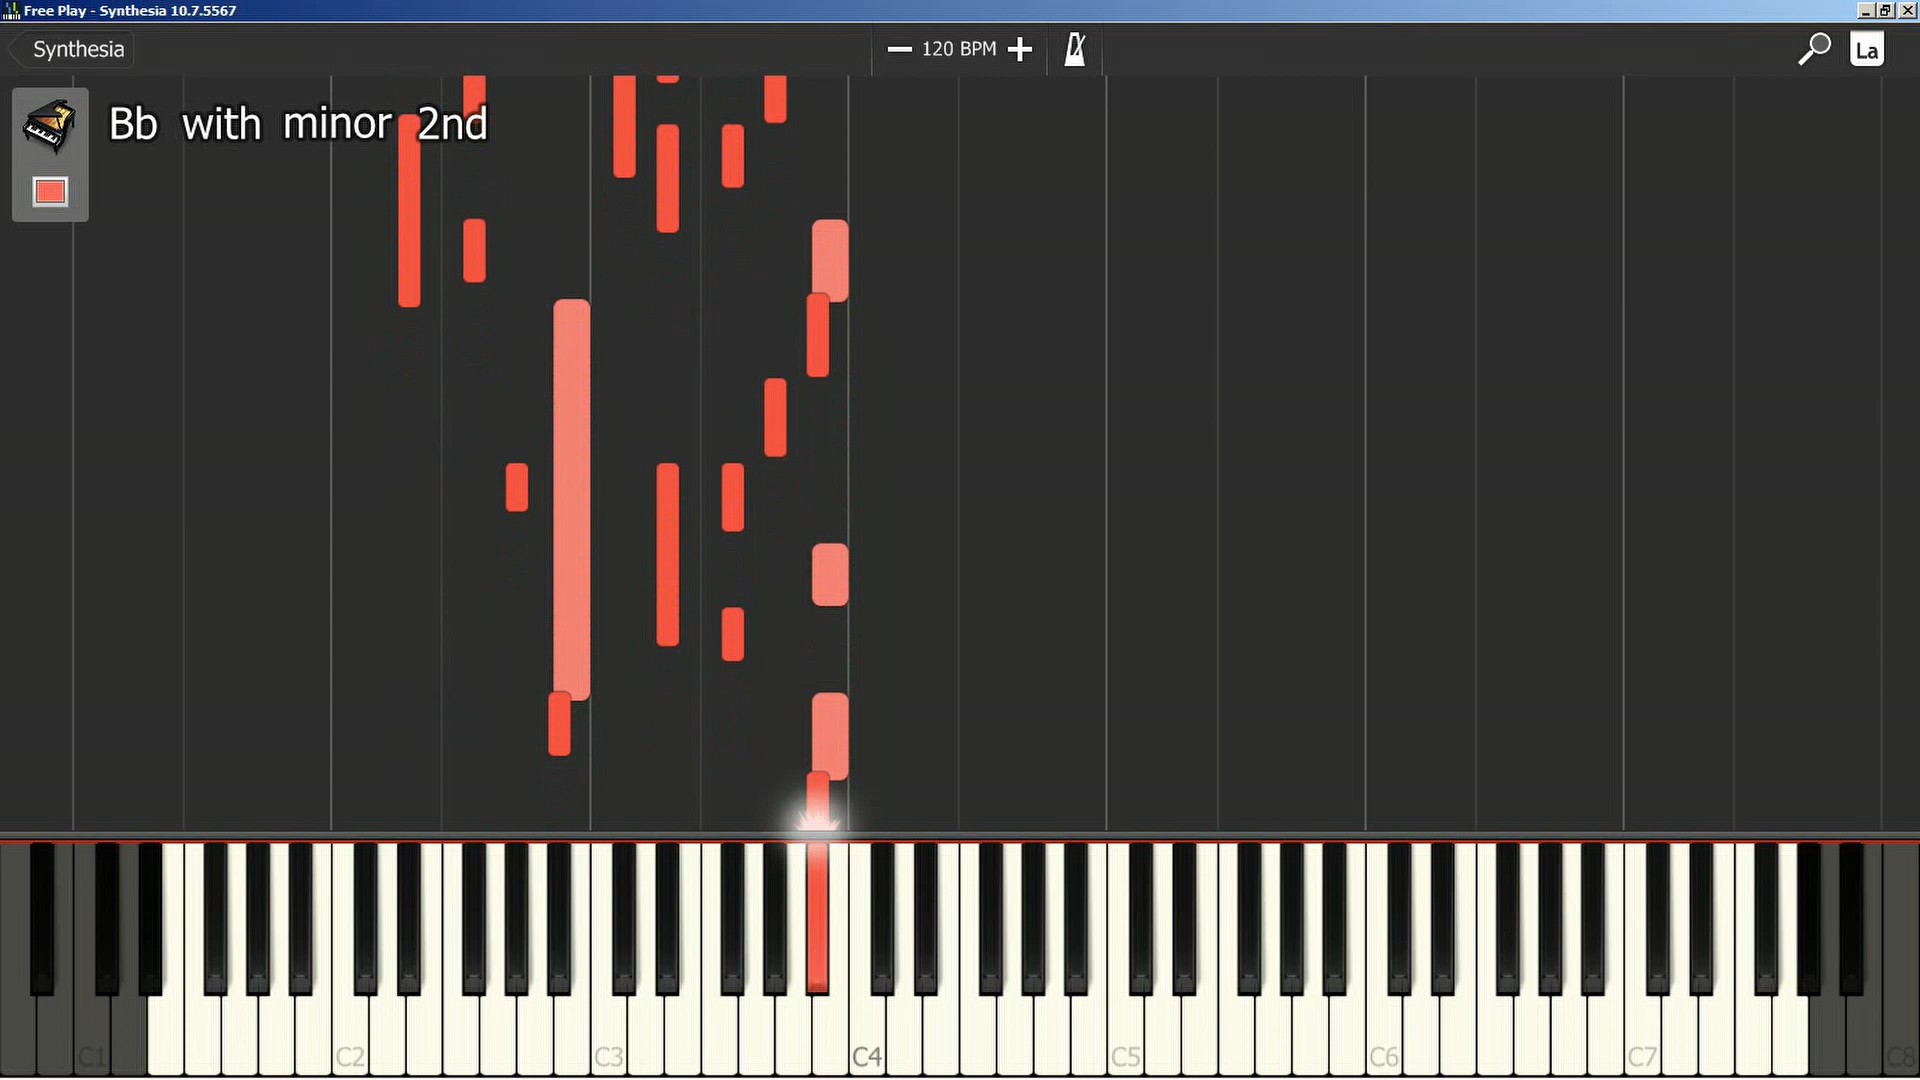 Free Play - Synthesia 10.7.5567
Synthesia
120 BPM
La
Bb with minor 2nd
C1 C2 C3 C4 C5 C6 C7 C8